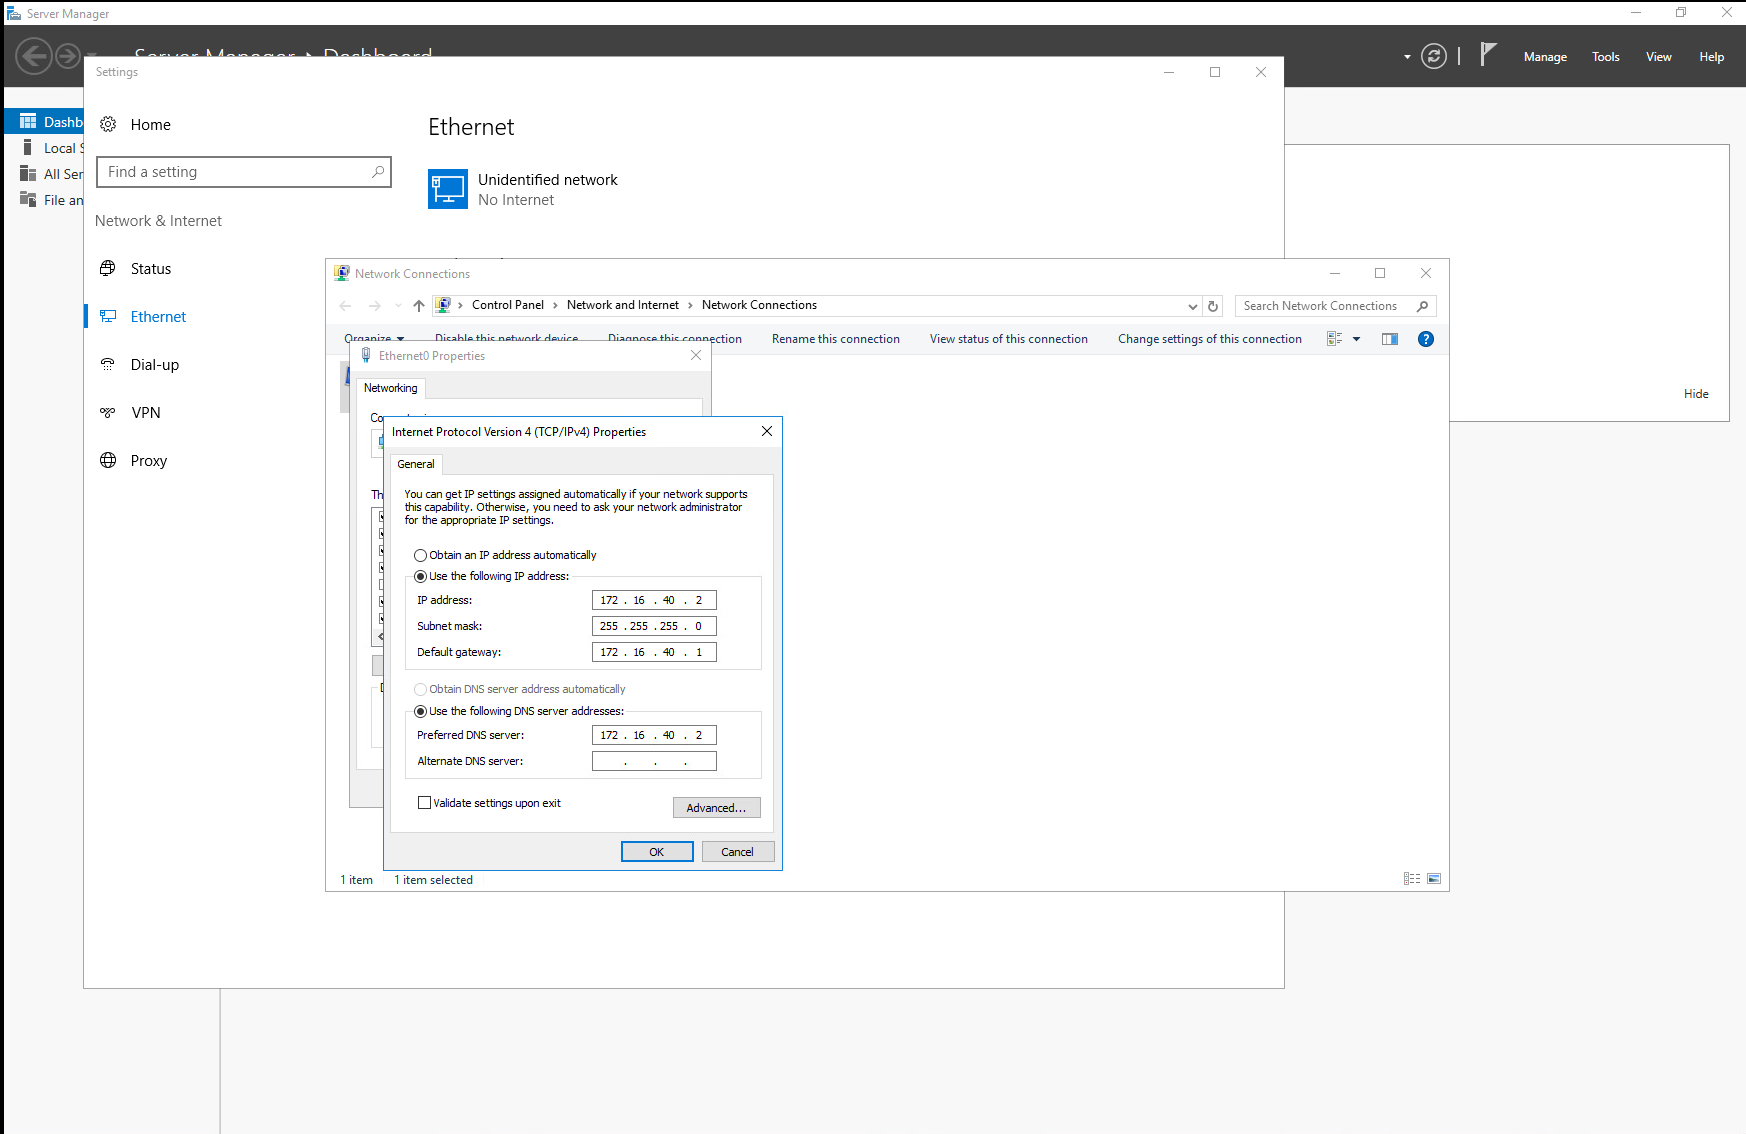 Server Manager
Manage
Tools
View
Help
Dashb
Local S
All Ser
File an
Settings
Home
Find a setting
Network & Internet
Status
Ethernet
Dial-up
VPN
Proxy
Ethernet
Unidentified network
No Internet
Hide
Network Connections
Control Panel > Network and Internet > Network Connections
Search Network Connections
Organize
Disable this network device
Diagnose this connection
Rename this connection
View status of this connection
Change settings of this connection
Ethernet0 Properties
Networking
Internet Protocol Version 4 (TCP/IPv4) Properties
General
You can get IP settings assigned automatically if your network supports
this capability. Otherwise, you need to ask your network administrator
for the appropriate IP settings.
Obtain an IP address automatically
Use the following IP address:
IP address: 172 . 16 . 40 . 2
Subnet mask: 255 . 255 . 255 . 0
Default gateway: 172 . 16 . 40 . 1
Obtain DNS server address automatically
Use the following DNS server addresses:
Preferred DNS server: 172 . 16 . 40 . 2
Alternate DNS server: . . .
Validate settings upon exit
Advanced...
OK
Cancel
1 item
1 item selected